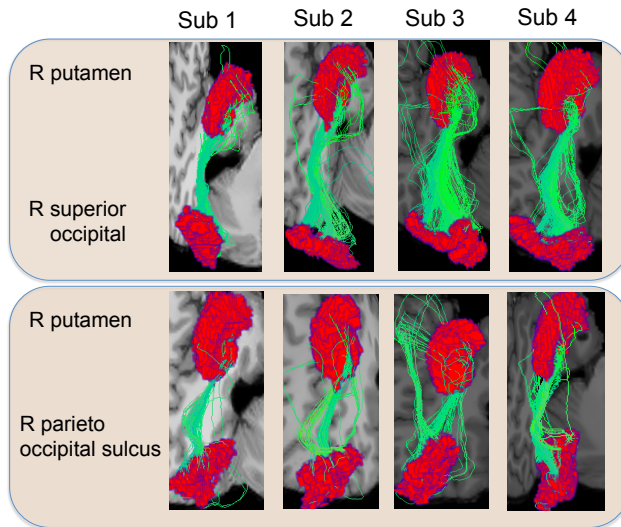 Sub 1 Sub 2 Sub 3 Sub 4
R putamen
R superior
occipital
R putamen
R parieto
occipital sulcus